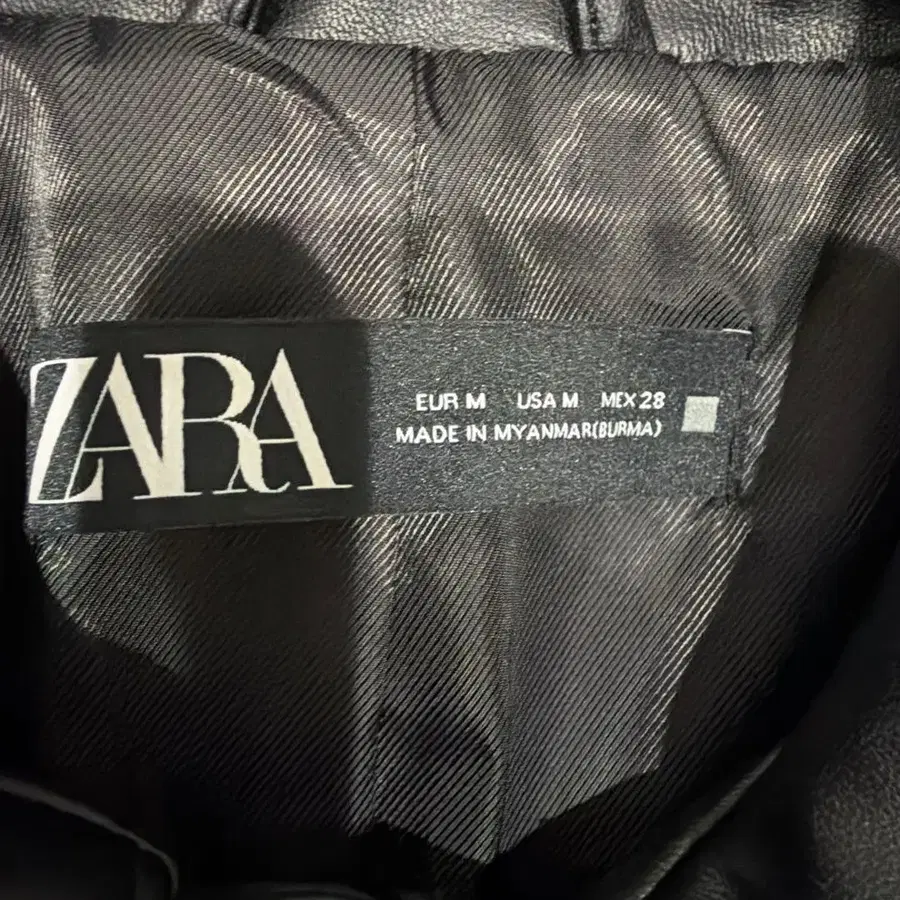 ZARA
EUR M USA M MEX 28
MADE IN MYANMAR(BURMA)